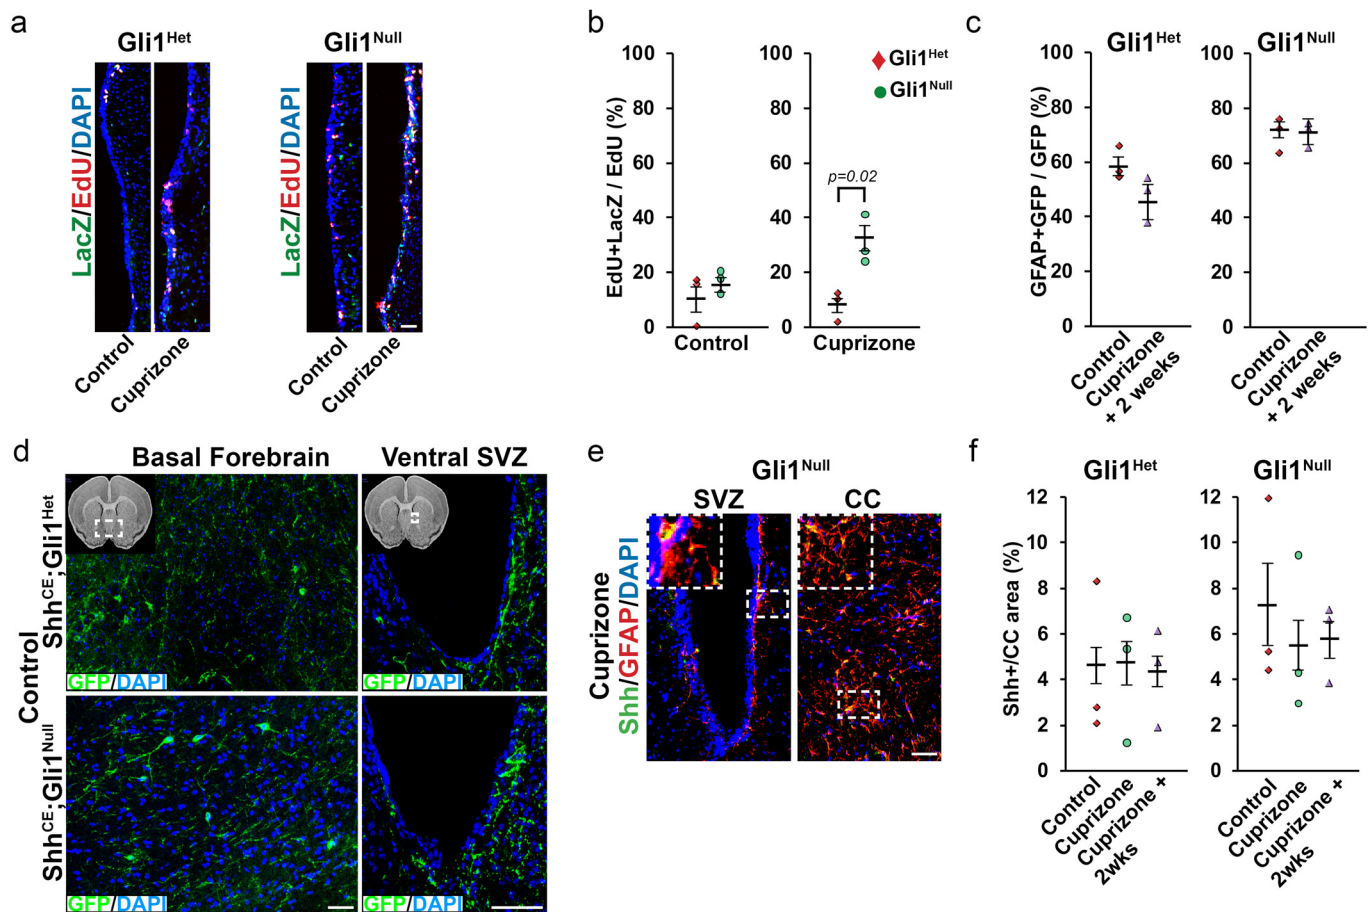 a
Gli1Het
Gli1Null
LacZ/EdU/DAPI
LacZ/EdU/DAPI
Control
Cuprizone
Control
Cuprizone
b
EdU+LacZ / EdU (%)
100
80
60
40
20
0
Control
100
80
60
40
20
0
Cuprizone
p=0.02
Gli1Het
Gli1Null
c
Gli1Het
Gli1Null
GFAP+GFP / GFP (%)
100
80
60
40
20
0
Control
Cuprizone
+ 2 weeks
100
80
60
40
20
0
Control
Cuprizone
+ 2 weeks
d
Basal Forebrain
Ventral SVZ
Control
ShhCE;Gli1Het
ShhCE;Gli1Null
GFP/DAPI
GFP/DAPI
GFP/DAPI
GFP/DAPI
e
Gli1Null
SVZ
CC
Cuprizone
Shh/GFAP/DAPI
f
Gli1Het
Gli1Null
Shh+/CC area (%)
12
10
8
6
4
2
0
Control
Cuprizone
Cuprizone +
2wks
12
10
8
6
4
2
0
Control
Cuprizone
Cuprizone +
2wks